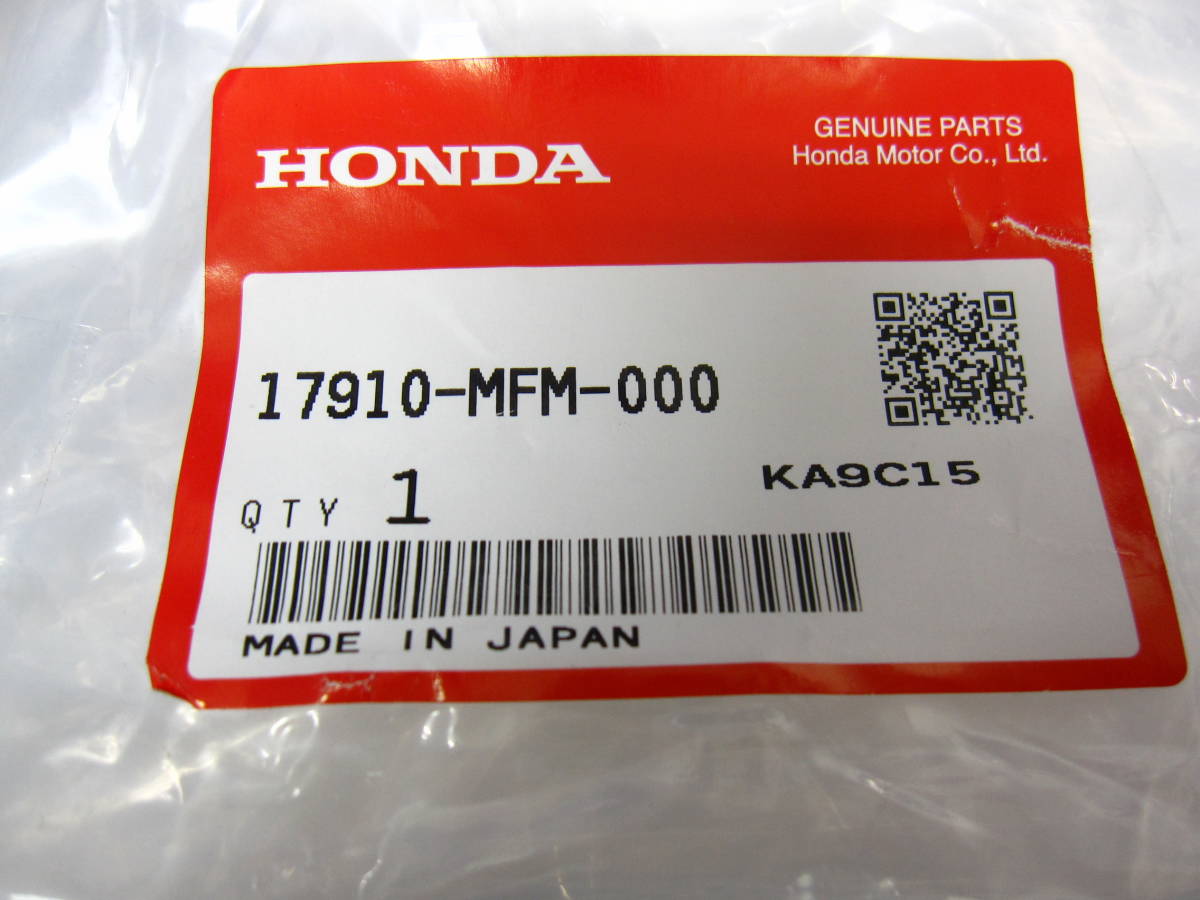 HONDA
GENUINE PARTS
Honda Motor Co., Ltd.
17910-MFM-000
KA9C15
QTY 1
MADE IN JAPAN